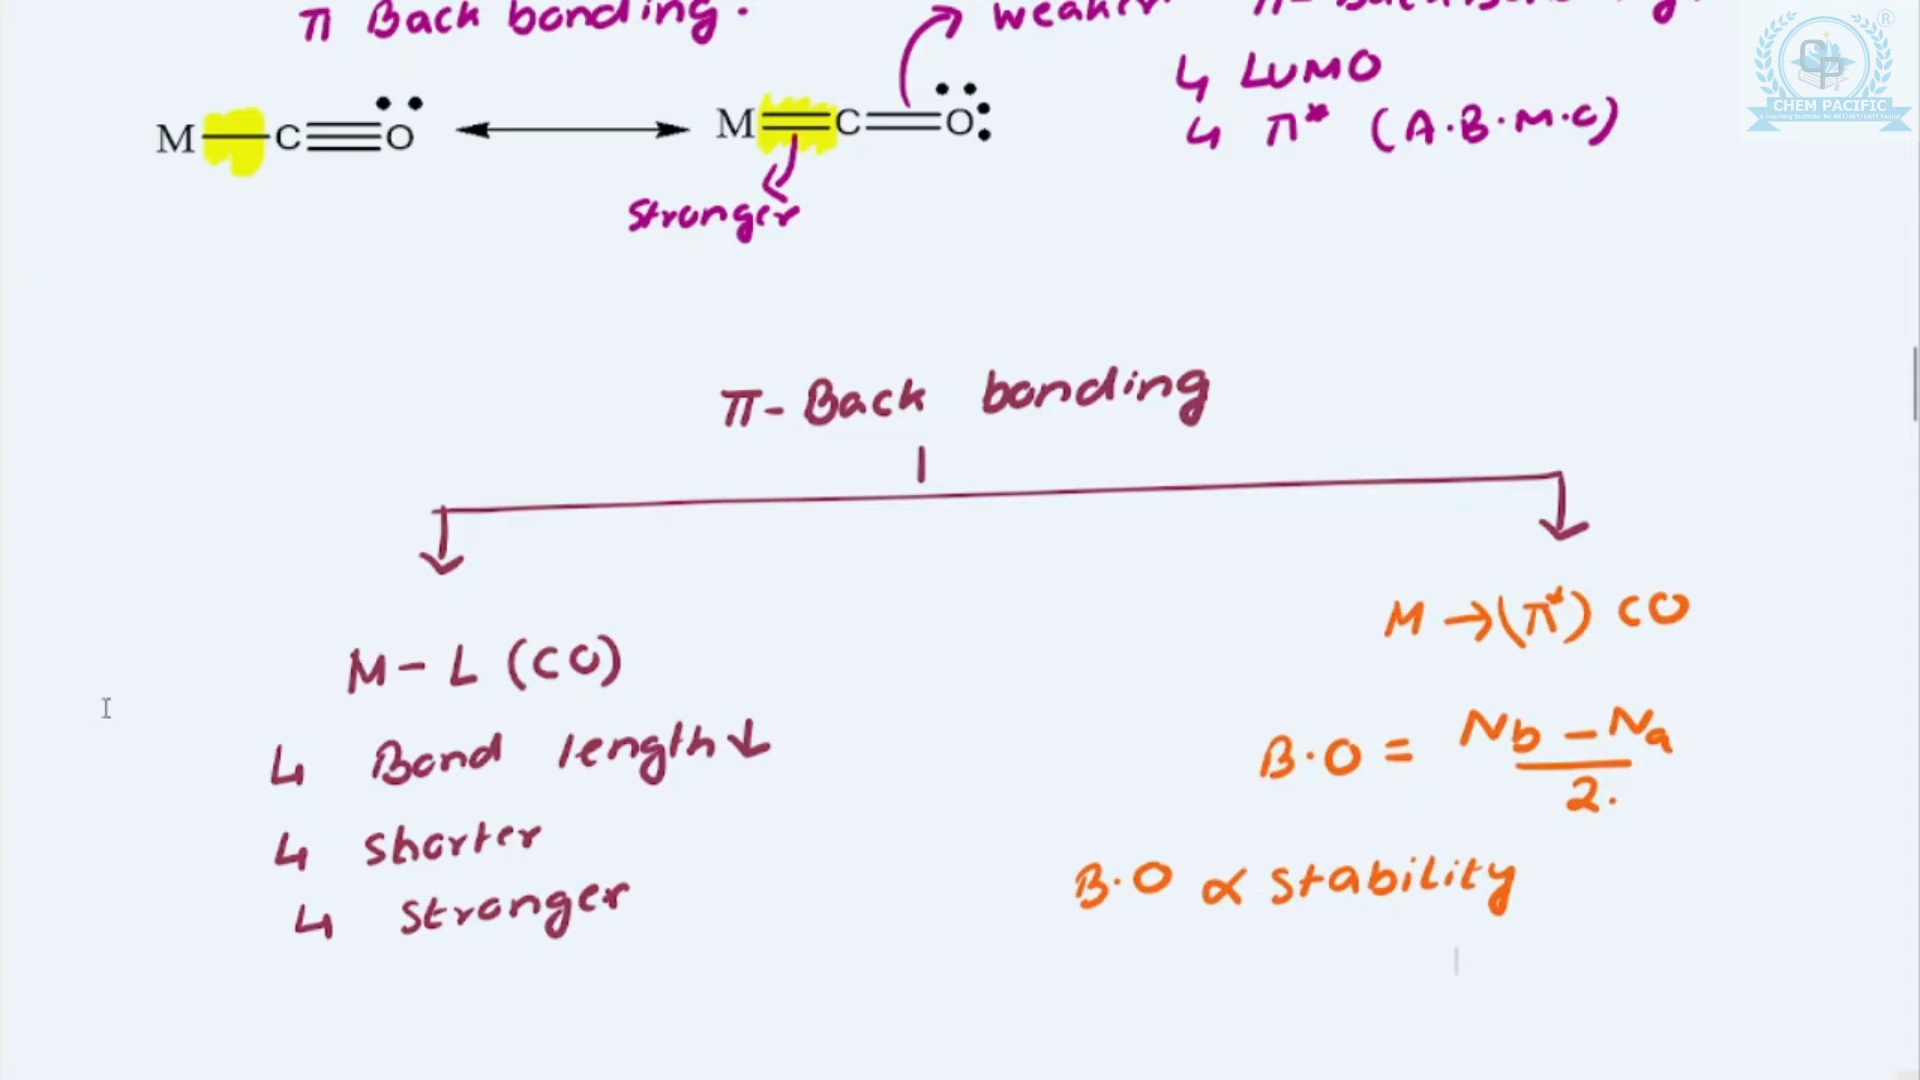 π Back bonding.
weaker
↳ LUMO
↳ π* (A.B.M.C)
M—C≡O ⟷ M=C=O
stronger
π- Back bonding
M - L (CO)
↳ Bond length ↓
↳ shorter
↳ stronger
M → (π*) CO
B.O = Nb - Na / 2.
B.O ∝ stability
CHEM PACIFIC